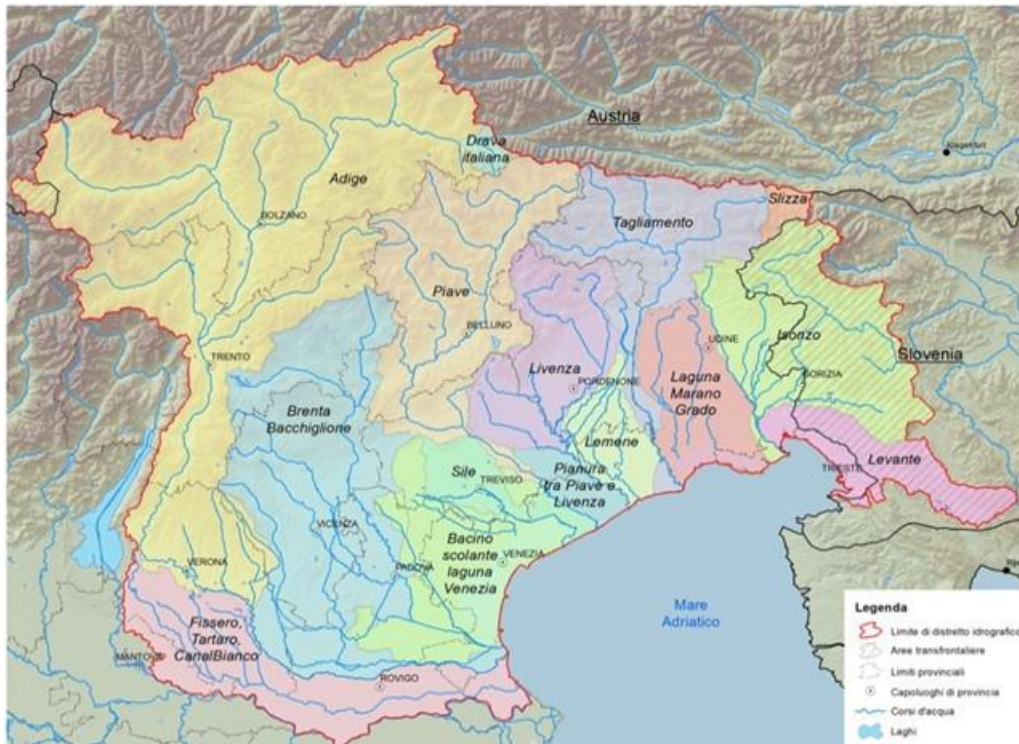 Austria
Klagenfurt
Drava
italiana
Adige
Slizza
BOLZANO
Tagliamento
Piave
BELLUNO
UDINE
Isonzo
Slovenia
TRENTO
Livenza
PORDENONE
Laguna
Marano
Grado
GORIZIA
Brenta
Bacchiglione
Lemene
Levante
TRIESTE
Sile
TREVISO
Pianura
tra Piave e
Livenza
VICENZA
Bacino
scolante
laguna
Venezia
VENEZIA
PADOVA
VERONA
Mare
Adriatico
Fissero,
Tartaro,
CanalBianco
MANTOVA
ROVIGO
Legenda
Limite di distretto idrografico
Aree transfrontaliere
Limiti provinciali
Capoluoghi di provincia
Corsi d'acqua
Laghi